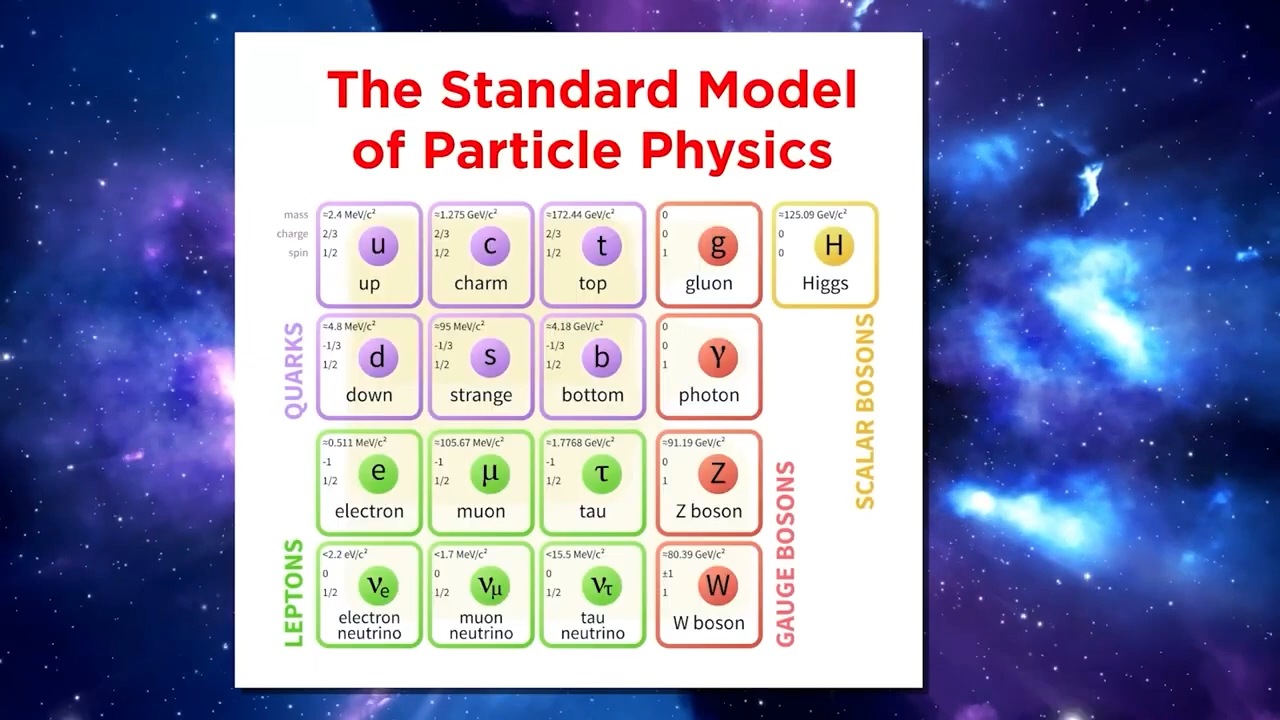 The Standard Model
of Particle Physics
mass
charge
spin
≈2.4 MeV/c²
2/3
1/2
u
up
≈1.275 GeV/c²
2/3
1/2
c
charm
≈172.44 GeV/c²
2/3
1/2
t
top
0
0
1
g
gluon
≈125.09 GeV/c²
0
0
H
Higgs
QUARKS
≈4.8 MeV/c²
-1/3
1/2
d
down
≈95 MeV/c²
-1/3
1/2
s
strange
≈4.18 GeV/c²
-1/3
1/2
b
bottom
0
0
1
γ
photon
SCALAR BOSONS
≈0.511 MeV/c²
-1
1/2
e
electron
≈105.67 MeV/c²
-1
1/2
μ
muon
≈1.7768 GeV/c²
-1
1/2
τ
tau
≈91.19 GeV/c²
0
1
Z
Z boson
GAUGE BOSONS
LEPTONS
<2.2 eV/c²
0
1/2
νe
electron
neutrino
<1.7 MeV/c²
0
1/2
νμ
muon
neutrino
<15.5 MeV/c²
0
1/2
ντ
tau
neutrino
≈80.39 GeV/c²
±1
1
W
W boson